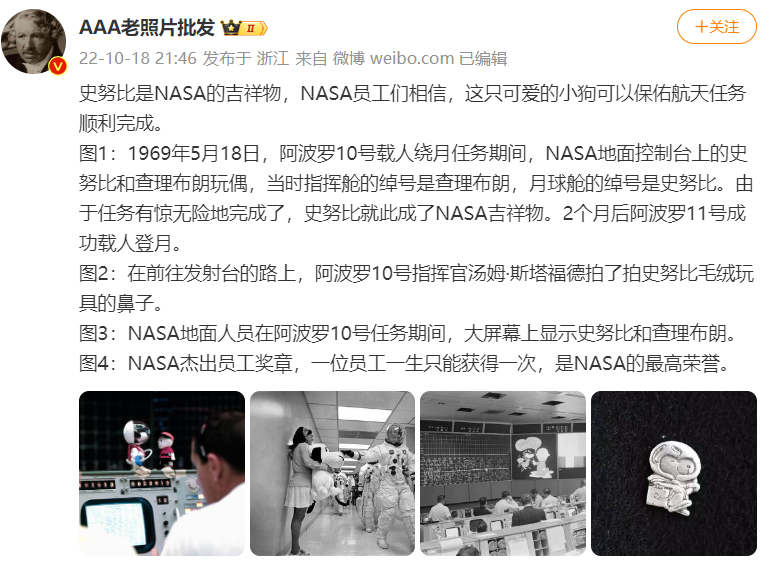 AAA老照片批发 II
+关注
22-10-18 21:46 发布于 浙江 来自 微博 weibo.com 已编辑
史努比是NASA的吉祥物，NASA员工们相信，这只可爱的小狗可以保佑航天任务
顺利完成。
图1：1969年5月18日，阿波罗10号载人绕月任务期间，NASA地面控制台上的史
努比和查理布朗玩偶，当时指挥舱的绰号是查理布朗，月球舱的绰号是史努比。由
于任务有惊无险地完成了，史努比就此成了NASA吉祥物。2个月后阿波罗11号成
功载人登月。
图2：在前往发射台的路上，阿波罗10号指挥官汤姆·斯塔福德拍了拍史努比毛绒玩
具的鼻子。
图3：NASA地面人员在阿波罗10号任务期间，大屏幕上显示史努比和查理布朗。
图4：NASA杰出员工奖章，一位员工一生只能获得一次，是NASA的最高荣誉。